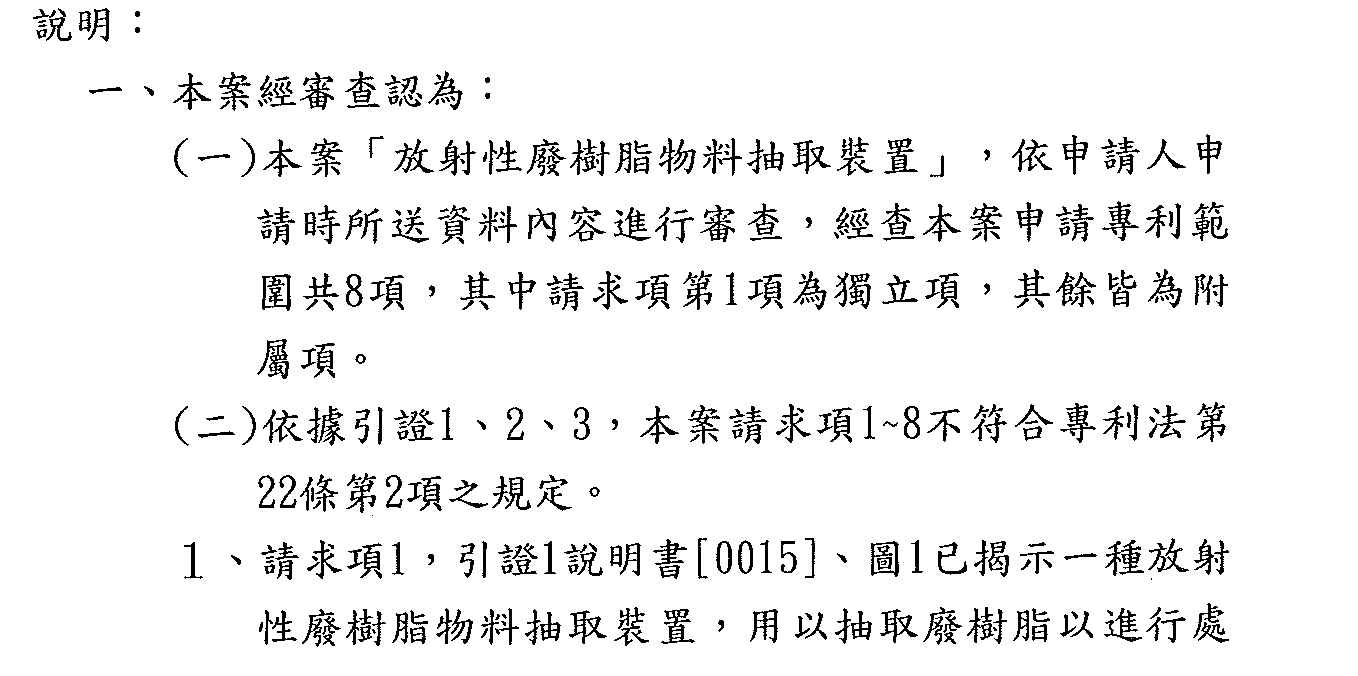 說明：
一、本案經審查認為：
(一)本案「放射性廢樹脂物料抽取裝置」，依申請人申
請時所送資料內容進行審查，經查本案申請專利範
圍共8項，其中請求項第1項為獨立項，其餘皆為附
屬項。
(二)依據引證1、2、3，本案請求項1~8不符合專利法第
22條第2項之規定。
1、請求項1，引證1說明書[0015]、圖1已揭示一種放射
性廢樹脂物料抽取裝置，用以抽取廢樹脂以進行處